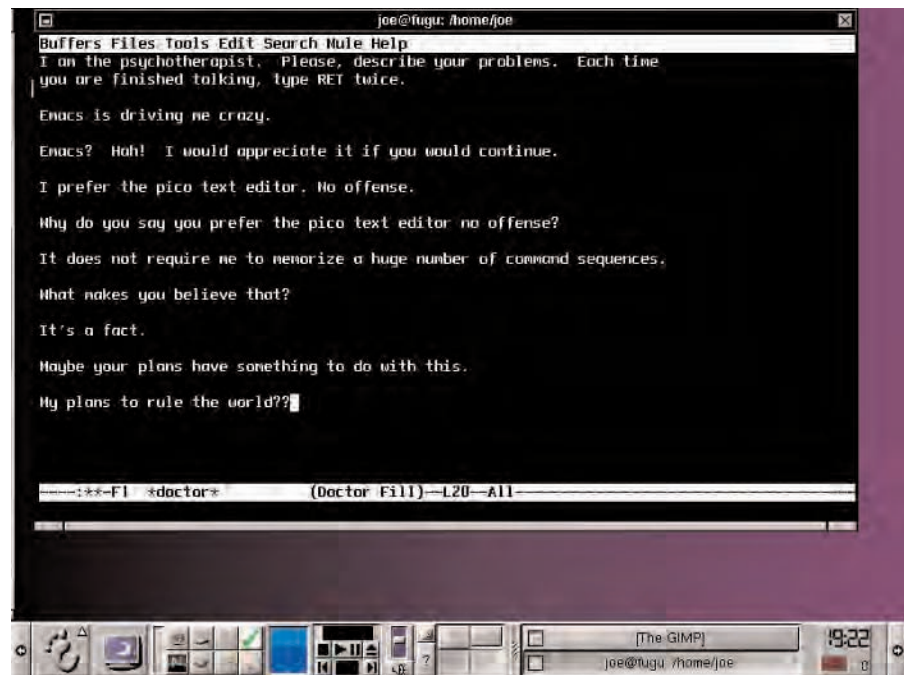 joe@fugu: /home/joe
Buffers Files Tools Edit Search Mule Help
I am the psychotherapist. Please, describe your problems. Each time
you are finished talking, type RET twice.
Emacs is driving me crazy.
Emacs? Hah! I would appreciate it if you would continue.
I prefer the pico text editor. No offense.
Why do you say you prefer the pico text editor no offense?
It does not require me to memorize a huge number of command sequences.
What makes you believe that?
It's a fact.
Maybe your plans have something to do with this.
My plans to rule the world??
----:**-F1 *doctor* (Doctor Fill)--L20--All----
[The GIMP]
19:22
?
joe@fugu: /home/joe
0